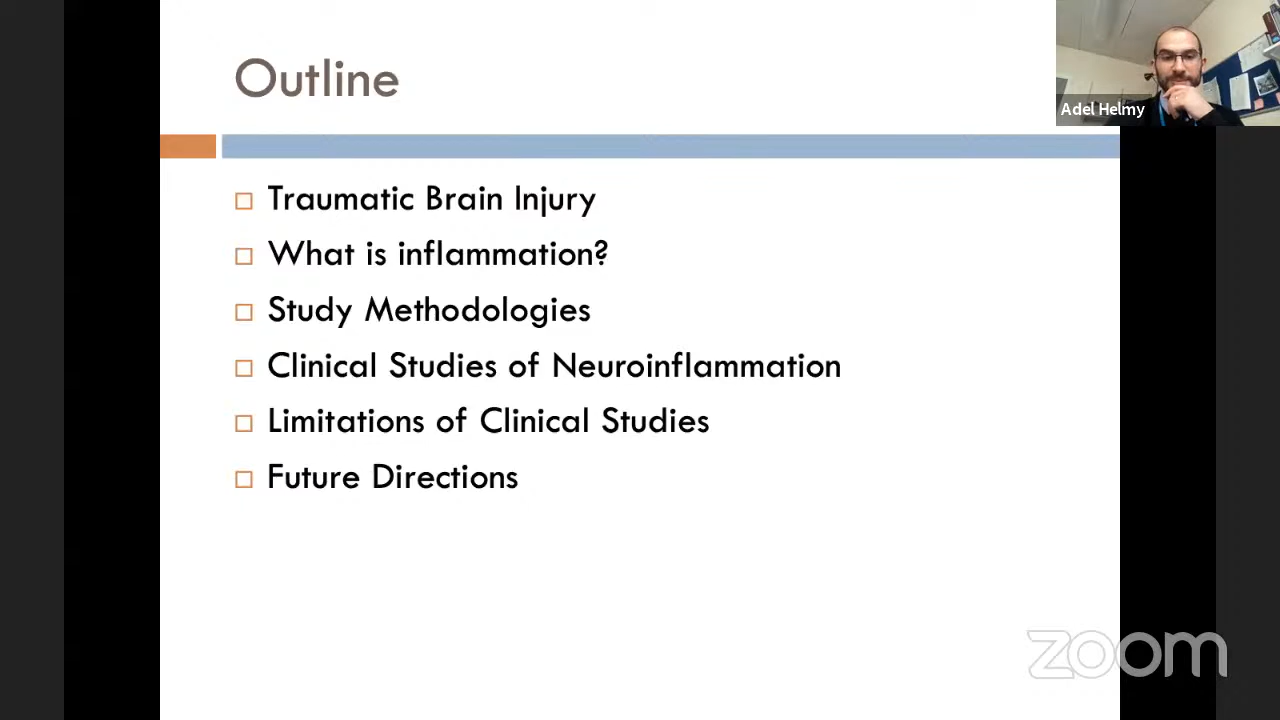 Outline
Adel Helmy
Traumatic Brain Injury
What is inflammation?
Study Methodologies
Clinical Studies of Neuroinflammation
Limitations of Clinical Studies
Future Directions
zoom